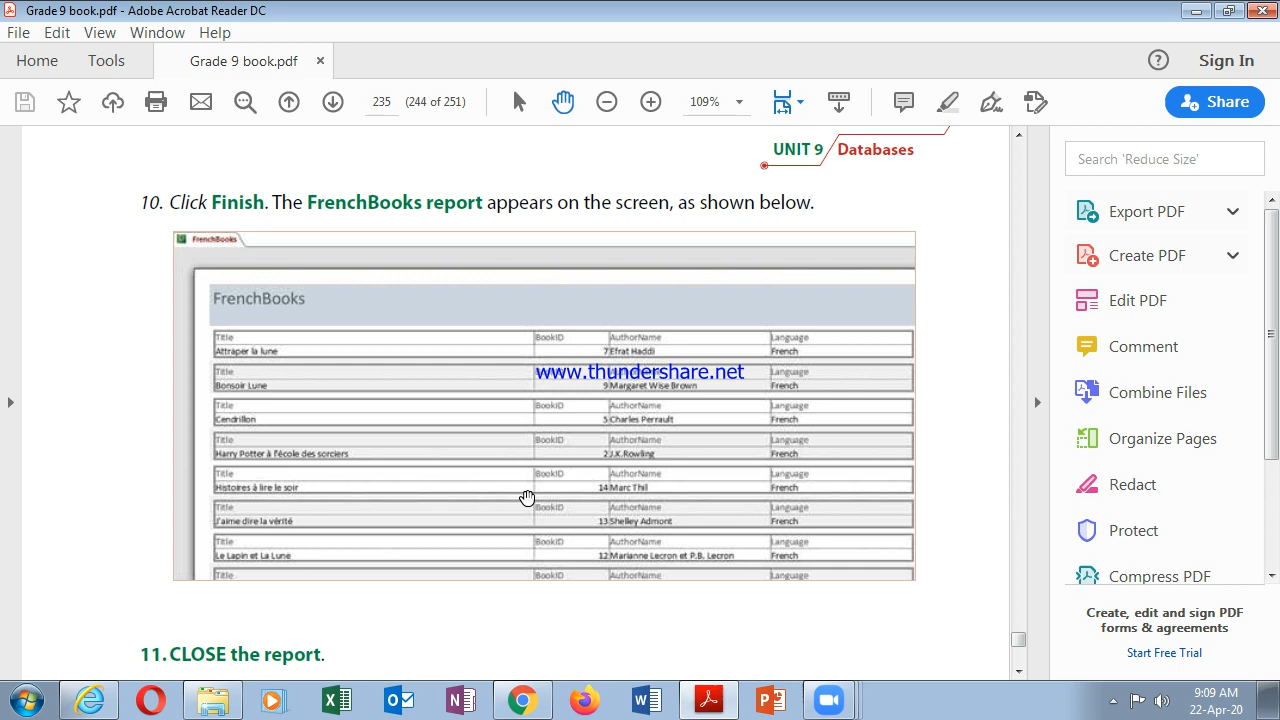 Grade 9 book.pdf - Adobe Acrobat Reader DC
File Edit View Window Help
Home Tools Grade 9 book.pdf × ? Sign In
235 (244 of 251) 109% Share
UNIT 9 Databases
Search 'Reduce Size'
10. Click Finish. The FrenchBooks report appears on the screen, as shown below.
Export PDF
FrenchBooks
Create PDF
FrenchBooks
Edit PDF
Title BookID AuthorName Language
Attraper la lune 7 Efrat Haddi French
Comment
Title BookID AuthorName Language
www.thundershare.net
Bonsoir Lune 9 Margaret Wise Brown French
Combine Files
Title BookID AuthorName Language
Cendrillon 5 Charles Perrault French
Organize Pages
Title BookID AuthorName Language
Harry Potter à l'école des sorciers 2 J.K.Rowling French
Title BookID AuthorName Language
Histoires à lire le soir 14 Marc Thil French
Redact
Title BookID AuthorName Language
J'aime dire la vérité 13 Shelley Admont French
Protect
Title BookID AuthorName Language
Le Lapin et La Lune 12 Marianne Lecron et P.B. Lecron French
Title BookID AuthorName Language
Compress PDF
Create, edit and sign PDF
forms & agreements
Start Free Trial
11. CLOSE the report.
9:09 AM
22-Apr-20